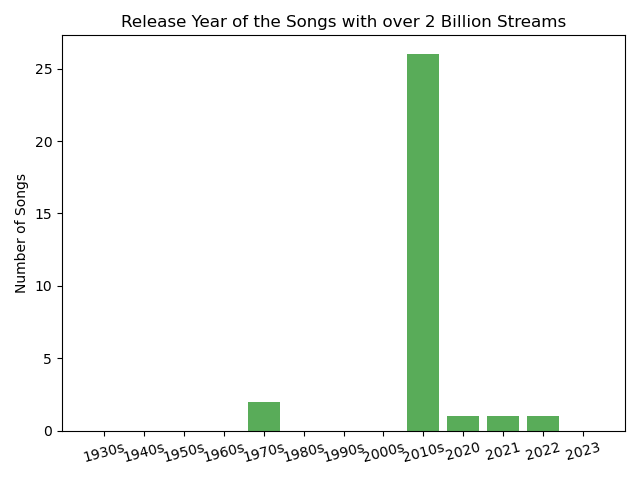 Release Year of the Songs with over 2 Billion Streams
Number of Songs
25
20
15
10
5
0
1930s 1940s 1950s 1960s 1970s 1980s 1990s 2000s 2010s 2020 2021 2022 2023